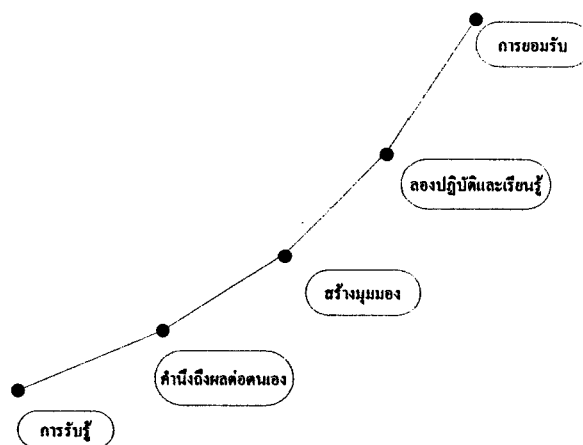 การยอมรับ
ลองปฏิบัติและเรียนรู้
สร้างมุมมอง
คำนึงถึงผลต่อตนเอง
การรับรู้